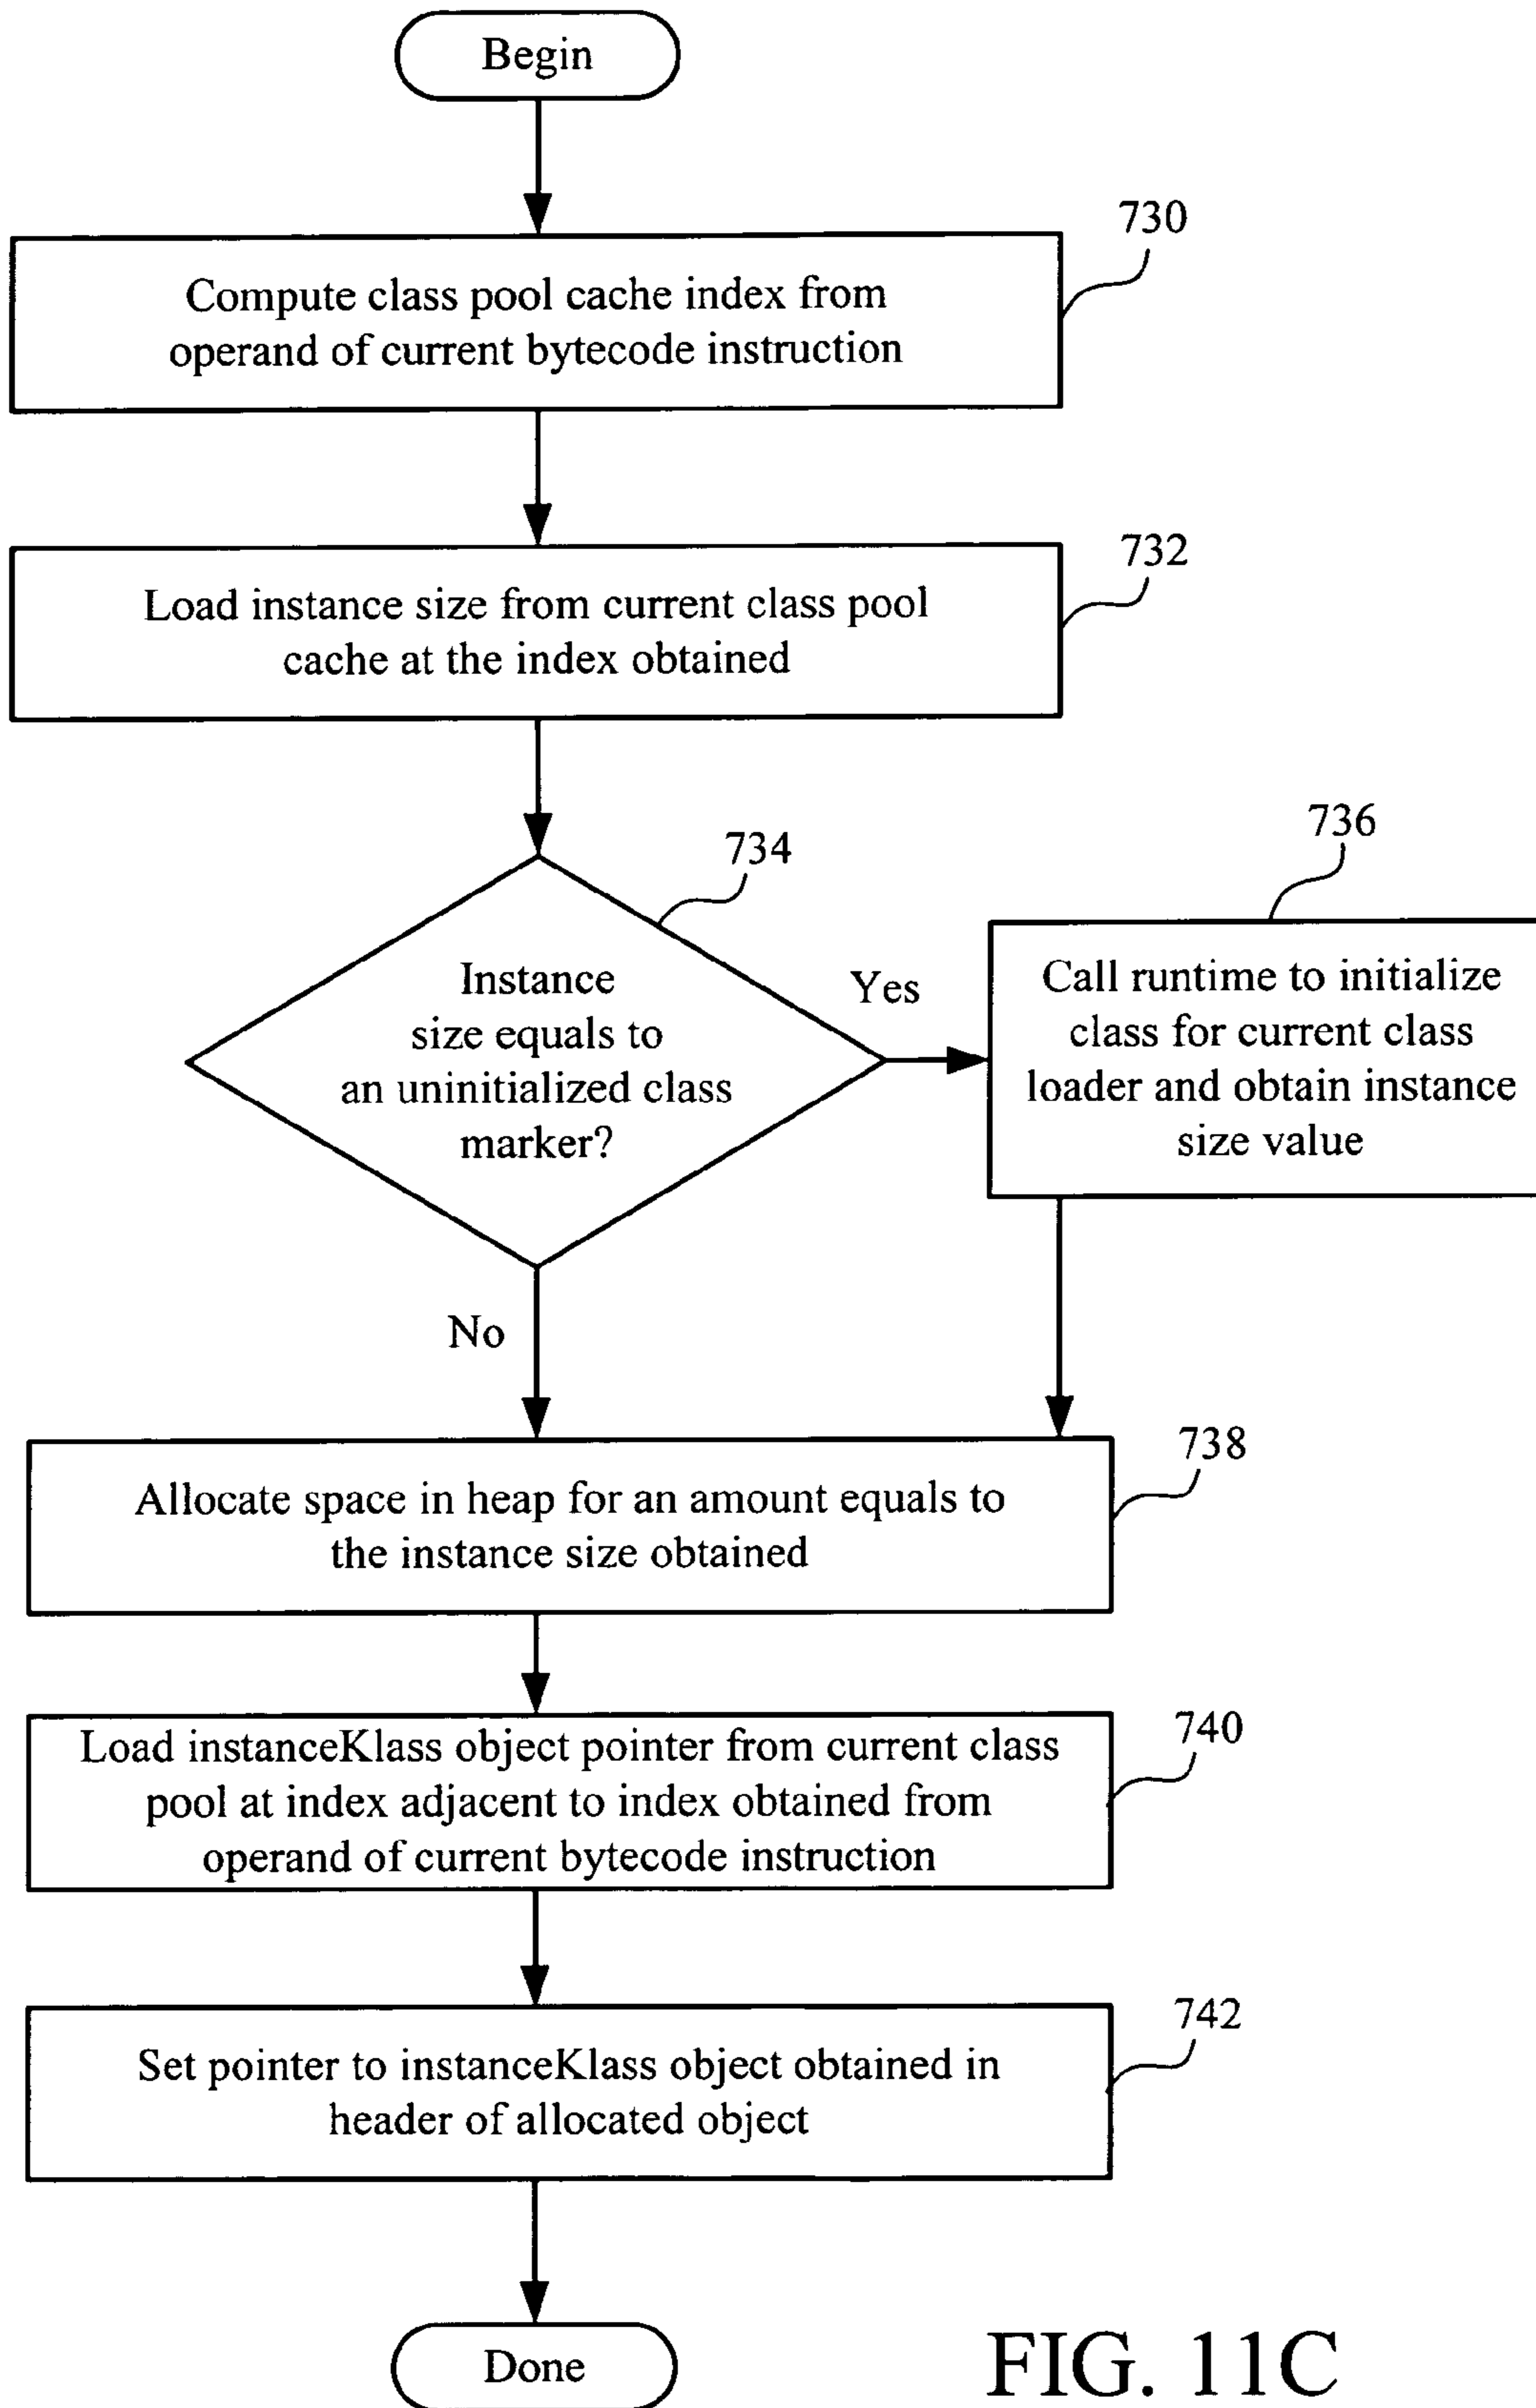 Begin
730
Compute class pool cache index from
operand of current bytecode instruction
732
Load instance size from current class pool
cache at the index obtained
734
Instance
size equals to
an uninitialized class
marker?
Yes
736
Call runtime to initialize
class for current class
loader and obtain instance
size value
No
738
Allocate space in heap for an amount equals to
the instance size obtained
740
Load instanceKlass object pointer from current class
pool at index adjacent to index obtained from
operand of current bytecode instruction
742
Set pointer to instanceKlass object obtained in
header of allocated object
Done
FIG. 11C